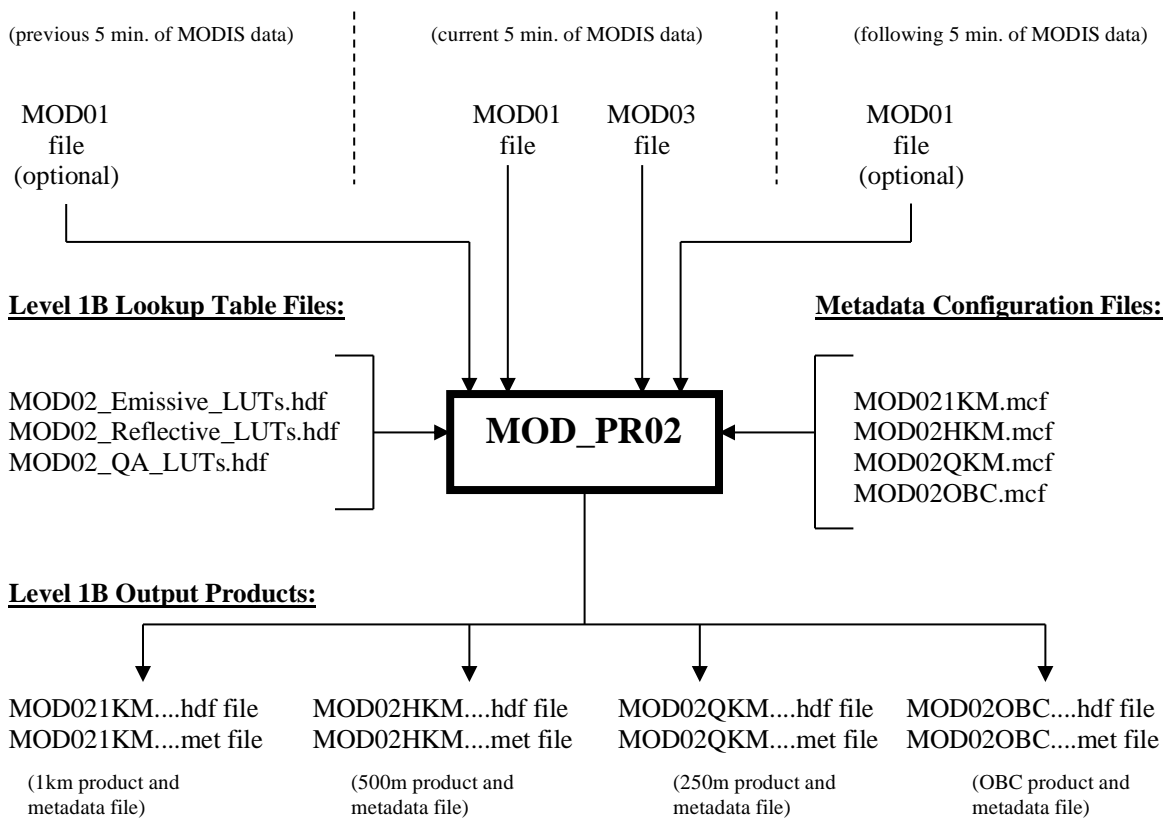 (previous 5 min. of MODIS data)
(current 5 min. of MODIS data)
(following 5 min. of MODIS data)
MOD01
file
(optional)
MOD01
file
MOD03
file
MOD01
file
(optional)
Level 1B Lookup Table Files:
Metadata Configuration Files:
MOD02_Emissive_LUTs.hdf
MOD02_Reflective_LUTs.hdf
MOD02_QA_LUTs.hdf
MOD_PR02
MOD021KM.mcf
MOD02HKM.mcf
MOD02QKM.mcf
MOD02OBC.mcf
Level 1B Output Products:
MOD021KM....hdf file
MOD021KM....met file
(1km product and
metadata file)
MOD02HKM....hdf file
MOD02HKM....met file
(500m product and
metadata file)
MOD02QKM....hdf file
MOD02QKM....met file
(250m product and
metadata file)
MOD02OBC....hdf file
MOD02OBC....met file
(OBC product and
metadata file)